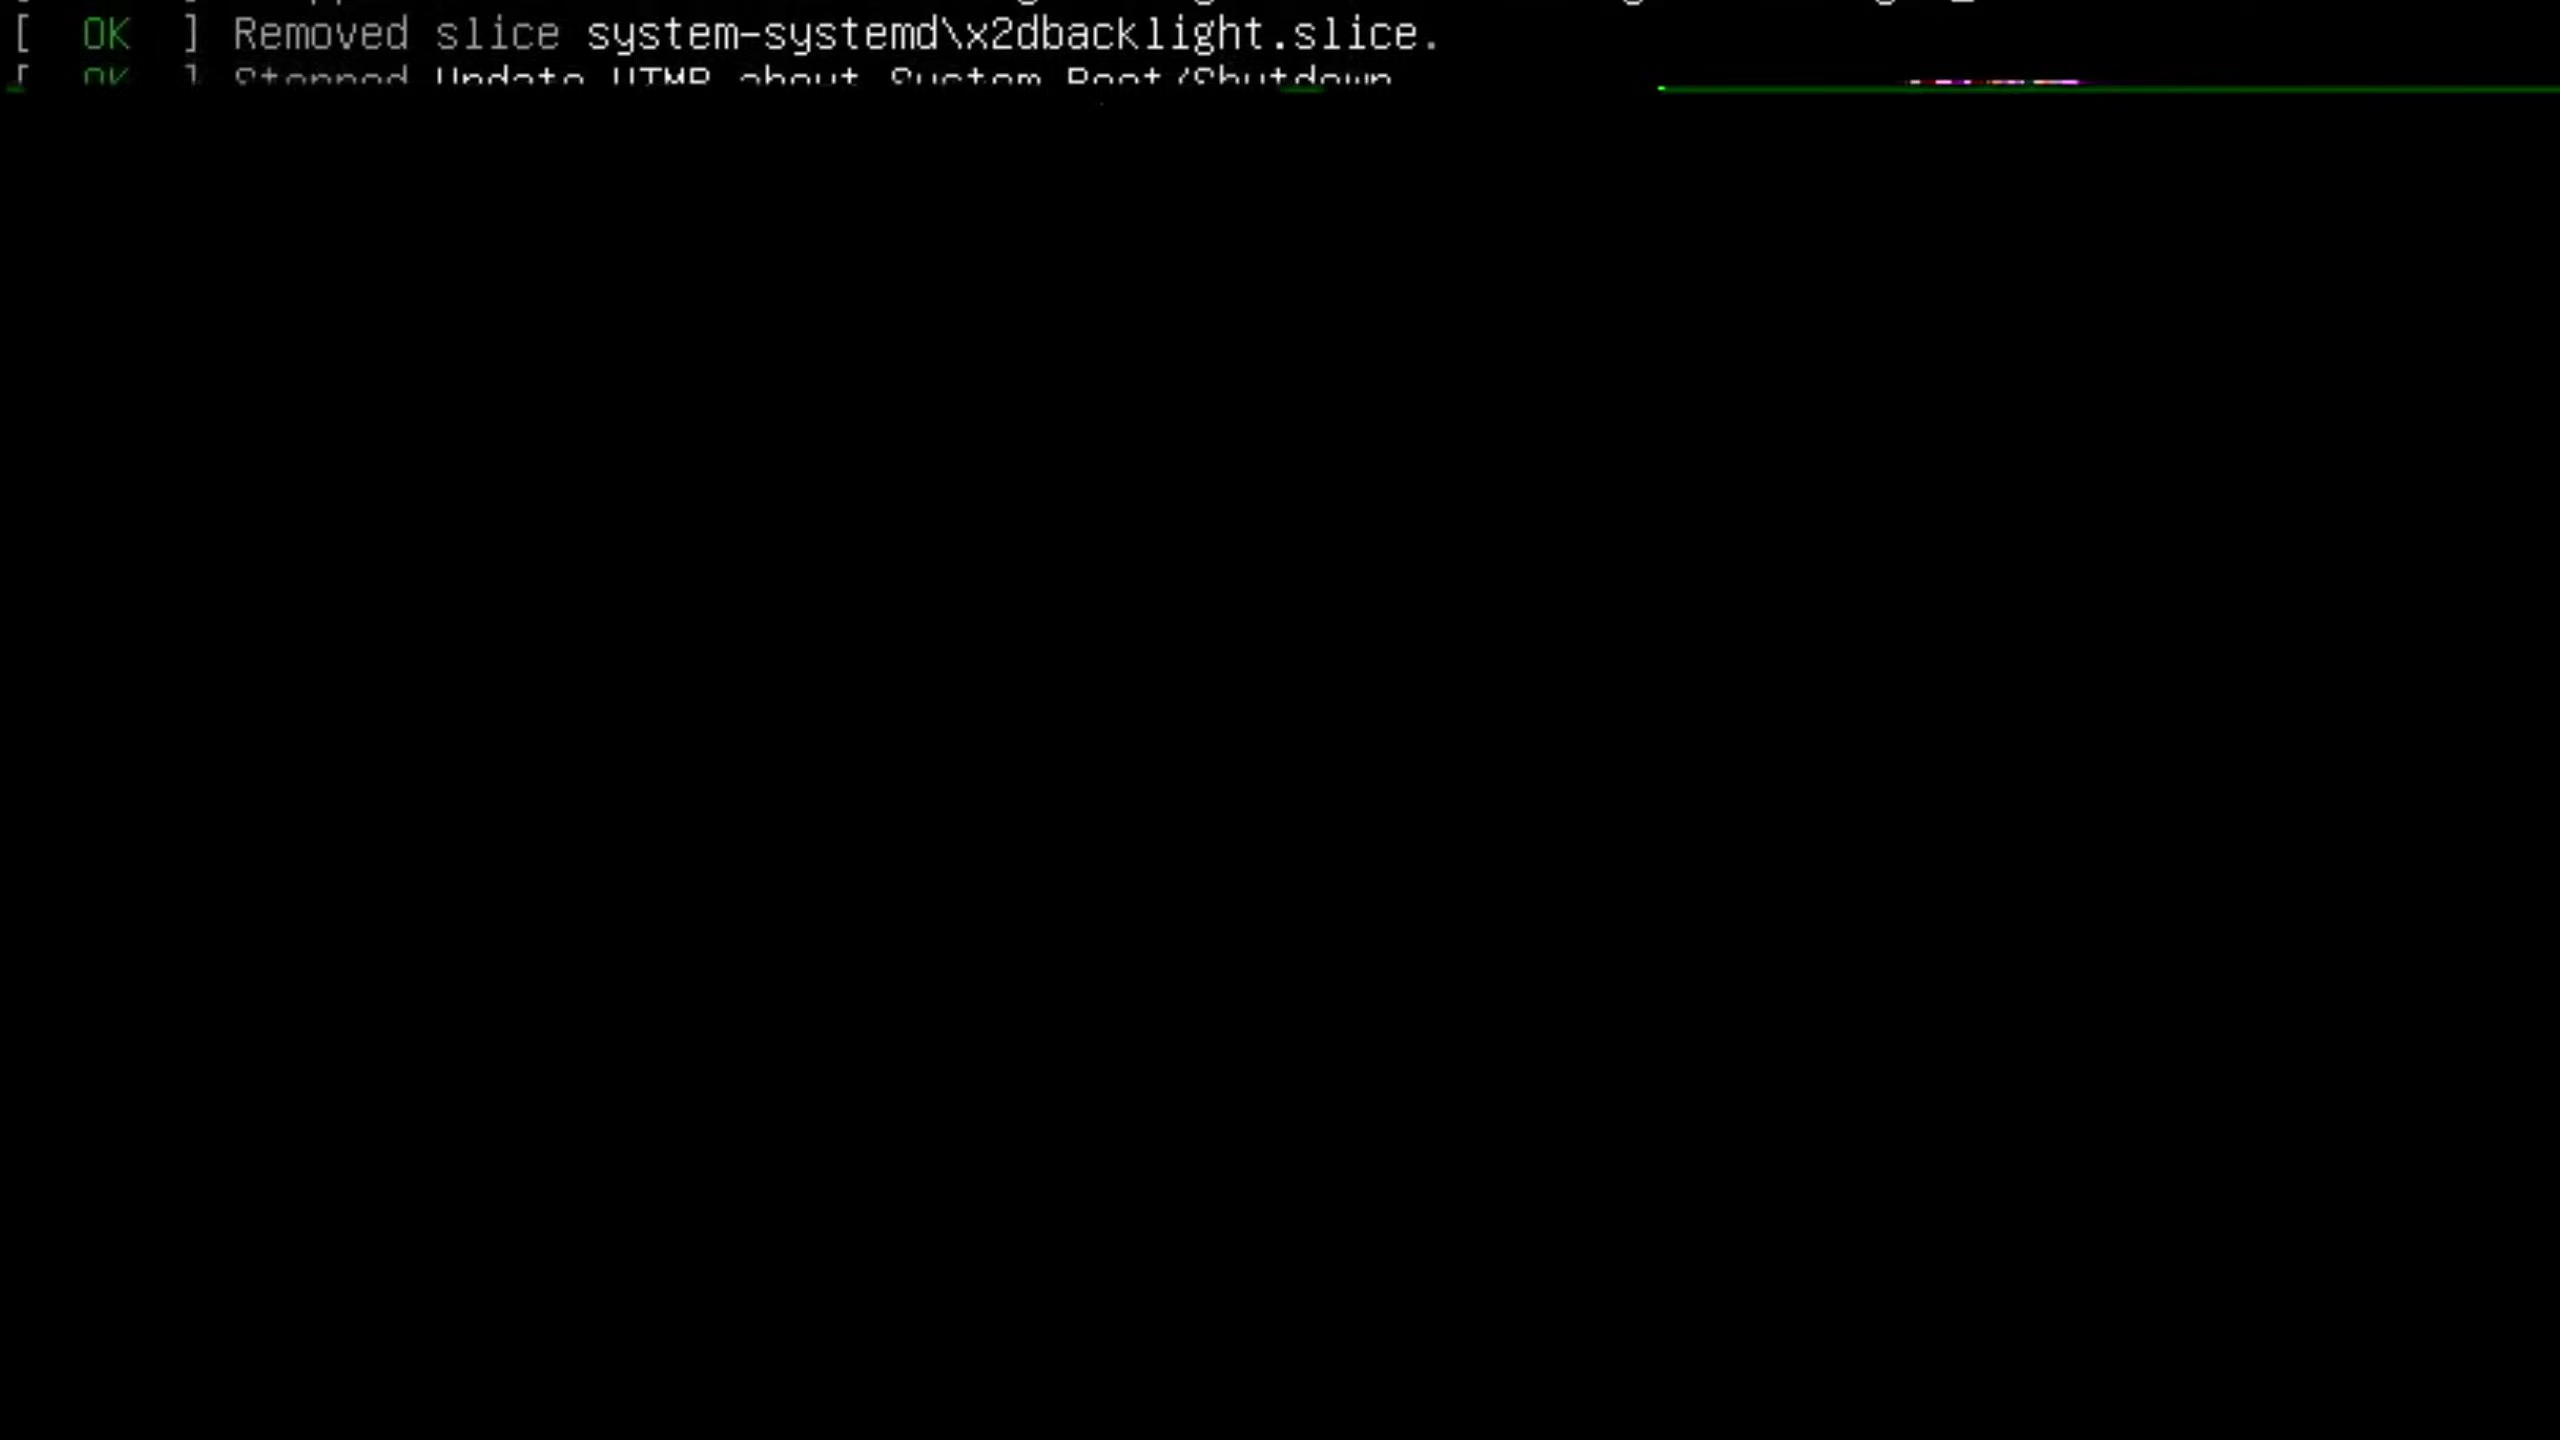 [  OK  ] Removed slice system-systemd\x2dbacklight.slice.
[  OK  ] Stopped Update UTMP about System Boot/Shutdown